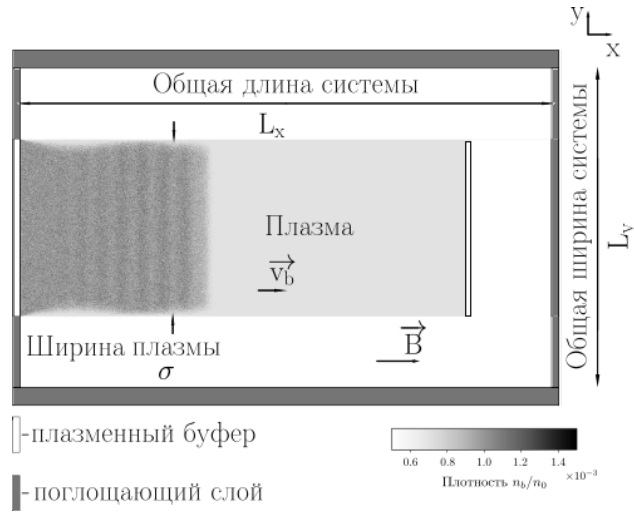 y
x
Общая длина системы
L_x
Плазма
v_b
Ширина плазмы
σ
B
Общая ширина системы
L_y
-плазменный буфер
-поглощающий слой
0.6 0.8 1.0 1.2 1.4
×10⁻³
Плотность n_b/n_0